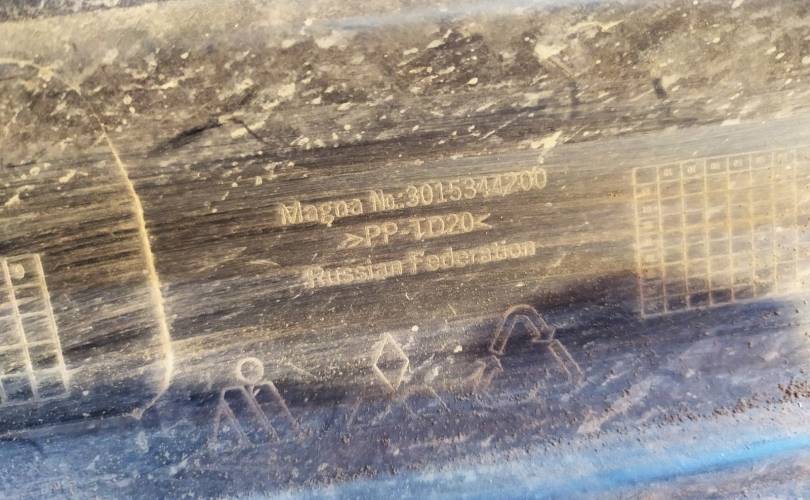 Magna №:3015344200
>PP-TD20<
Russian Federation